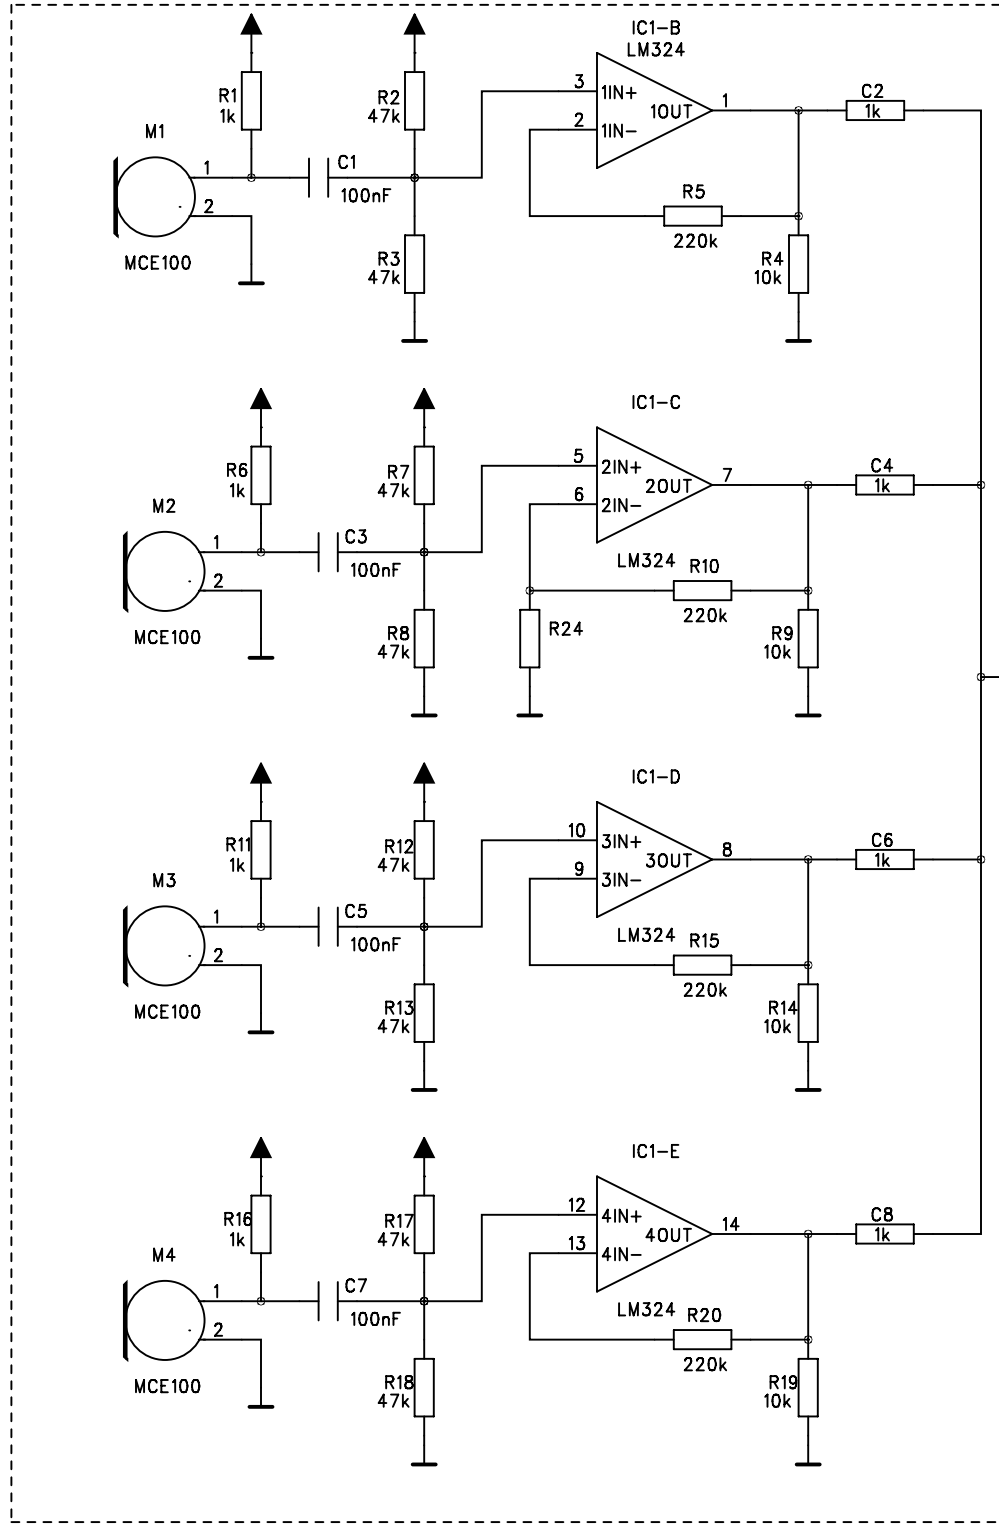 IC1-B
LM324
R1
1k
R2
47k
3
1IN+
1OUT
1
C2
1k
2
1IN-
M1
1
C1
100nF
2
R5
220k
MCE100
R3
47k
R4
10k
IC1-C
R6
1k
R7
47k
5
2IN+
2OUT
7
C4
1k
6
2IN-
M2
1
C3
100nF
LM324
R10
220k
2
MCE100
R8
47k
R24
R9
10k
IC1-D
R11
1k
R12
47k
10
3IN+
3OUT
8
C6
1k
9
3IN-
M3
1
C5
100nF
LM324
R15
220k
2
MCE100
R13
47k
R14
10k
IC1-E
R16
1k
R17
47k
12
4IN+
4OUT
14
C8
1k
13
4IN-
M4
1
C7
100nF
LM324
R20
220k
2
MCE100
R18
47k
R19
10k